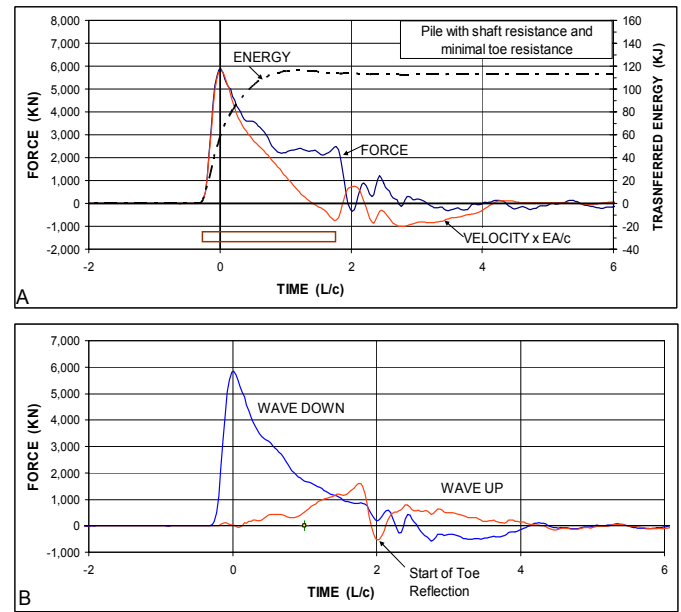 Pile with shaft resistance and
minimal toe resistance
ENERGY
FORCE
VELOCITY x EA/c
FORCE (KN)
8,000
7,000
6,000
5,000
4,000
3,000
2,000
1,000
0
-1,000
-2,000
TRASNFERRED ENERGY (KJ)
160
140
120
100
80
60
40
20
0
-20
-40
-2 0 2 4 6
TIME (L/c)
A
FORCE (KN)
7,000
6,000
5,000
4,000
3,000
2,000
1,000
0
-1,000
WAVE DOWN
WAVE UP
Start of Toe
Reflection
-2 0 2 4 6
TIME (L/c)
B